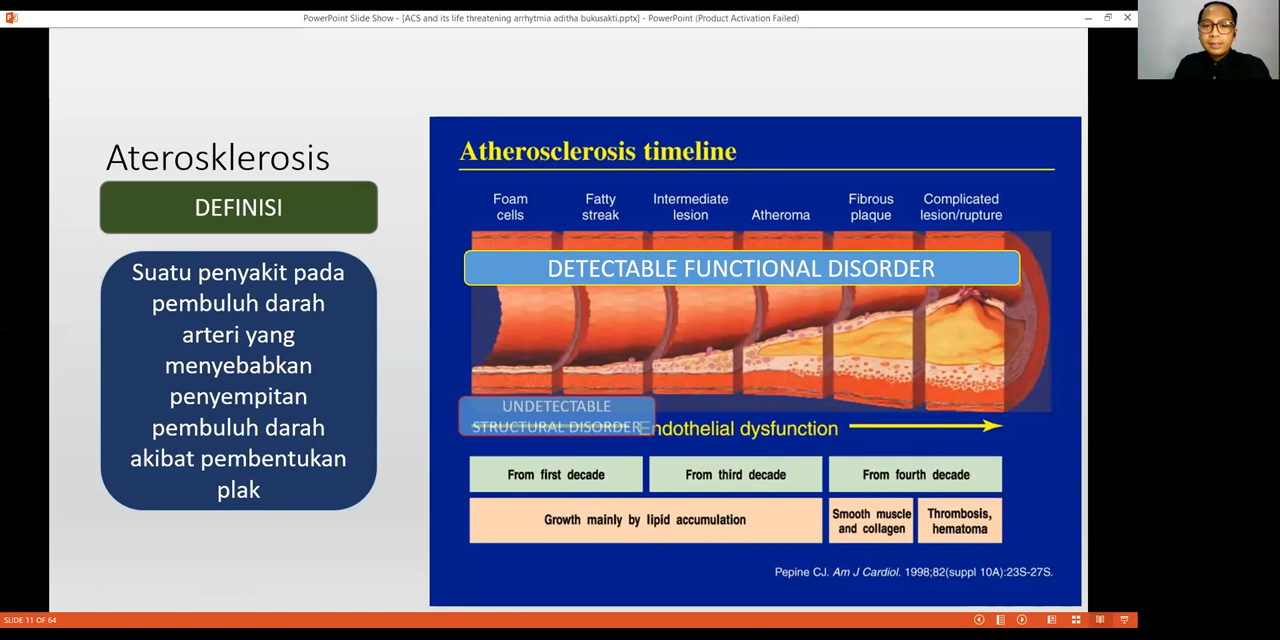 PowerPoint Slide Show - [ACS and its life threatening arrhytmia aditha bukusakti.pptx] - PowerPoint (Product Activation Failed)
Aterosklerosis
DEFINISI
Suatu penyakit pada
pembuluh darah
arteri yang
menyebabkan
penyempitan
pembuluh darah
akibat pembentukan
plak
Atherosclerosis timeline
Foam
cells
Fatty
streak
Intermediate
lesion
Atheroma
Fibrous
plaque
Complicated
lesion/rupture
DETECTABLE FUNCTIONAL DISORDER
UNDETECTABLE
STRUCTURAL DISORDER
Endothelial dysfunction
From first decade
From third decade
From fourth decade
Growth mainly by lipid accumulation
Smooth muscle
and collagen
Thrombosis,
hematoma
Pepine CJ. Am J Cardiol. 1998;82(suppl 10A):23S-27S.
SLIDE 11 OF 64